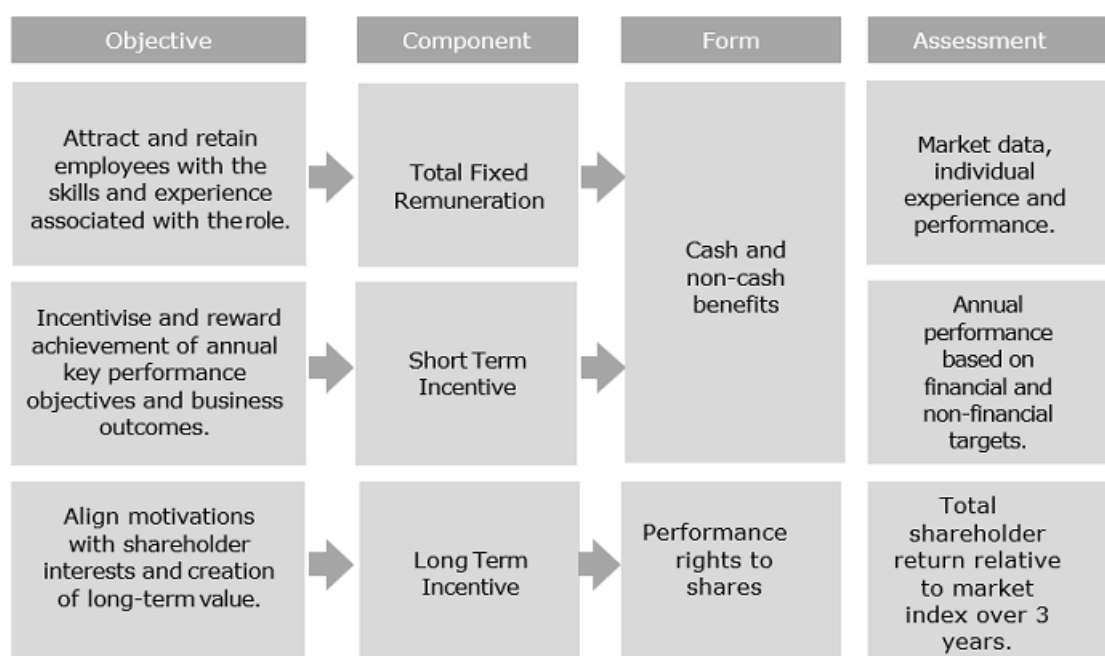 Objective
Component
Form
Assessment
Attract and retain
employees with the
skills and experience
associated with the role.
Total Fixed
Remuneration
Cash and
non-cash
benefits
Market data,
individual
experience and
performance.
Incentivise and reward
achievement of annual
key performance
objectives and business
outcomes.
Short Term
Incentive
Annual
performance
based on
financial and
non-financial
targets.
Align motivations
with shareholder
interests and creation
of long-term value.
Long Term
Incentive
Performance
rights to
shares
Total
shareholder
return relative
to market
index over 3
years.